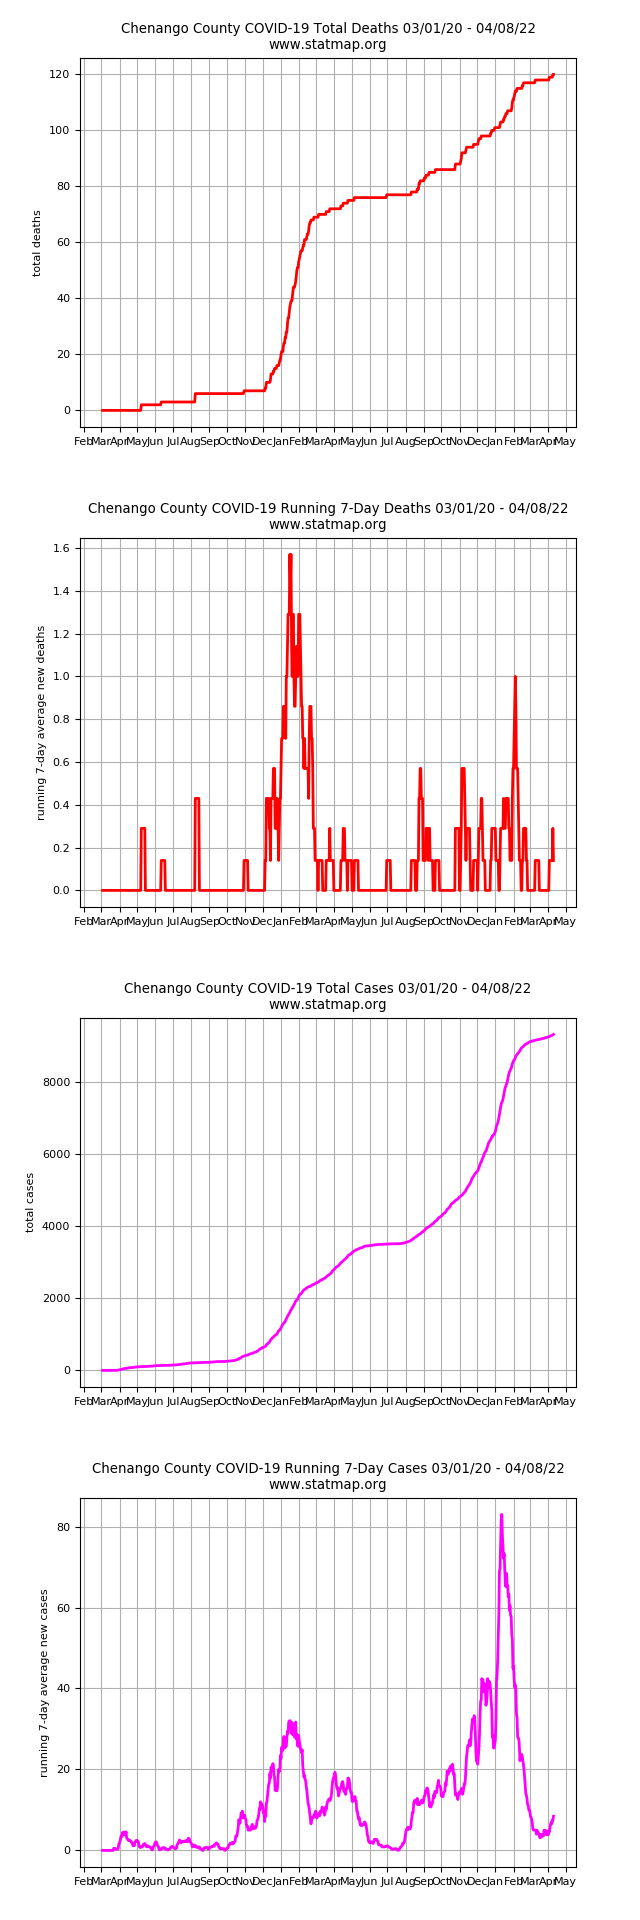 Chenango County COVID-19 Total Deaths 03/01/20 - 04/08/22
www.statmap.org
120
100
80
60
40
20
0
total deaths
Feb Mar Apr May Jun Jul Aug Sep Oct Nov Dec Jan Feb Mar Apr May Jun Jul Aug Sep Oct Nov Dec Jan Feb Mar Apr May
Chenango County COVID-19 Running 7-Day Deaths 03/01/20 - 04/08/22
www.statmap.org
1.6
1.4
1.2
1.0
0.8
0.6
0.4
0.2
0.0
running 7-day average new deaths
Feb Mar Apr May Jun Jul Aug Sep Oct Nov Dec Jan Feb Mar Apr May Jun Jul Aug Sep Oct Nov Dec Jan Feb Mar Apr May
Chenango County COVID-19 Total Cases 03/01/20 - 04/08/22
www.statmap.org
8000
6000
4000
2000
0
total cases
Feb Mar Apr May Jun Jul Aug Sep Oct Nov Dec Jan Feb Mar Apr May Jun Jul Aug Sep Oct Nov Dec Jan Feb Mar Apr May
Chenango County COVID-19 Running 7-Day Cases 03/01/20 - 04/08/22
www.statmap.org
80
60
40
20
0
running 7-day average new cases
Feb Mar Apr May Jun Jul Aug Sep Oct Nov Dec Jan Feb Mar Apr May Jun Jul Aug Sep Oct Nov Dec Jan Feb Mar Apr May